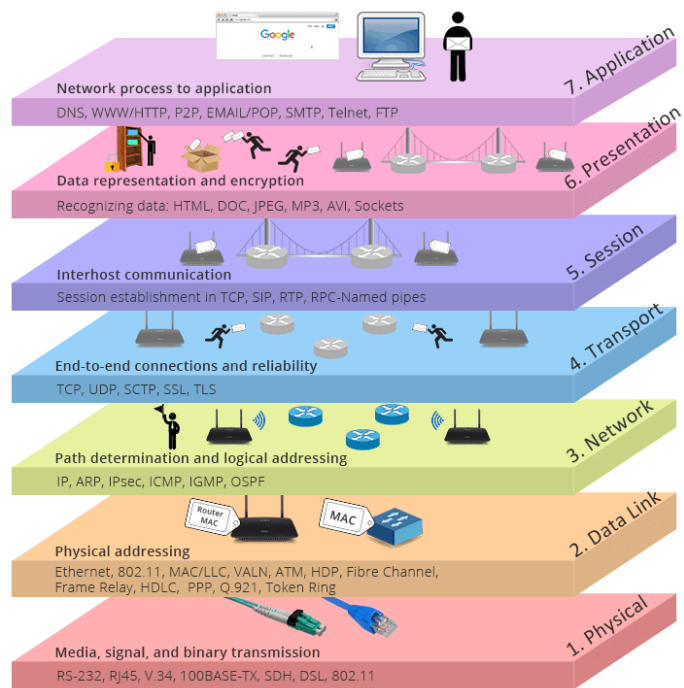 Google
7. Application
Network process to application
DNS, WWW/HTTP, P2P, EMAIL/POP, SMTP, Telnet, FTP
6. Presentation
Data representation and encryption
Recognizing data: HTML, DOC, JPEG, MP3, AVI, Sockets
5. Session
Interhost communication
Session establishment in TCP, SIP, RTP, RPC-Named pipes
4. Transport
End-to-end connections and reliability
TCP, UDP, SCTP, SSL, TLS
3. Network
Path determination and logical addressing
IP, ARP, IPsec, ICMP, IGMP, OSPF
Router
MAC
MAC
2. Data Link
Physical addressing
Ethernet, 802.11, MAC/LLC, VALN, ATM, HDP, Fibre Channel,
Frame Relay, HDLC, PPP, Q.921, Token Ring
1. Physical
Media, signal, and binary transmission
RS-232, RJ45, V.34, 100BASE-TX, SDH, DSL, 802.11